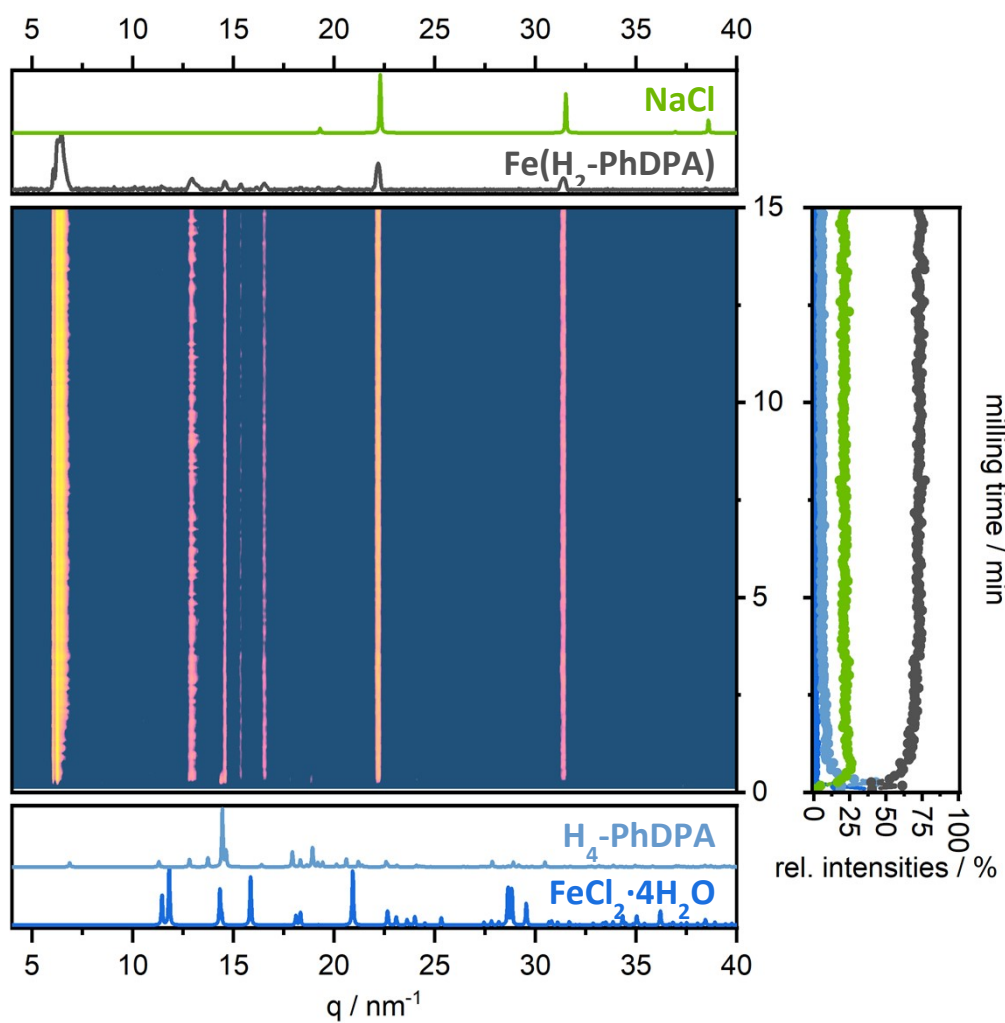 5 10 15 20 25 30 35 40
NaCl
Fe(H₂-PhDPA)
15
10
5
0
milling time / min
0 25 50 75 100
rel. intensities / %
H₄-PhDPA
FeCl₂·4H₂O
5 10 15 20 25 30 35 40
q / nm⁻¹